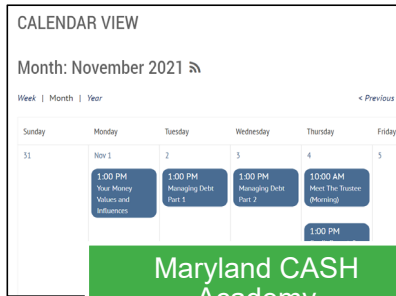 CALENDAR VIEW
Month: November 2021
Week | Month | Year
< Previous
Sunday Monday Tuesday Wednesday Thursday Friday
31 Nov 1 2 3 4 5
1:00 PM
Your Money
Values and
Influences
1:00 PM
Managing Debt
Part 1
1:00 PM
Managing Debt
Part 2
10:00 AM
Meet The Trustee
(Morning)
1:00 PM
Maryland CASH
Academy